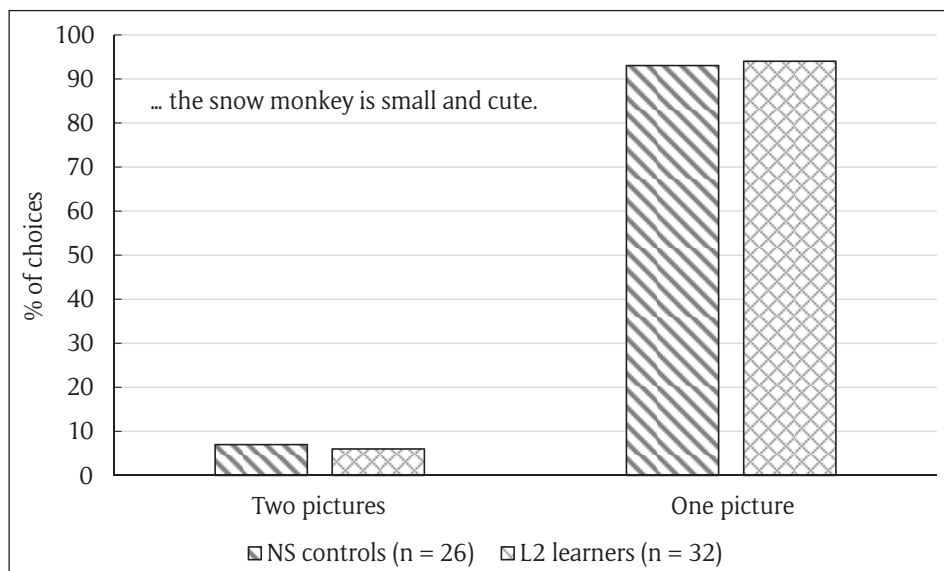 100
90
80
70
60
50
40
30
20
10
0
% of choices
... the snow monkey is small and cute.
Two pictures
One picture
NS controls (n = 26) L2 learners (n = 32)